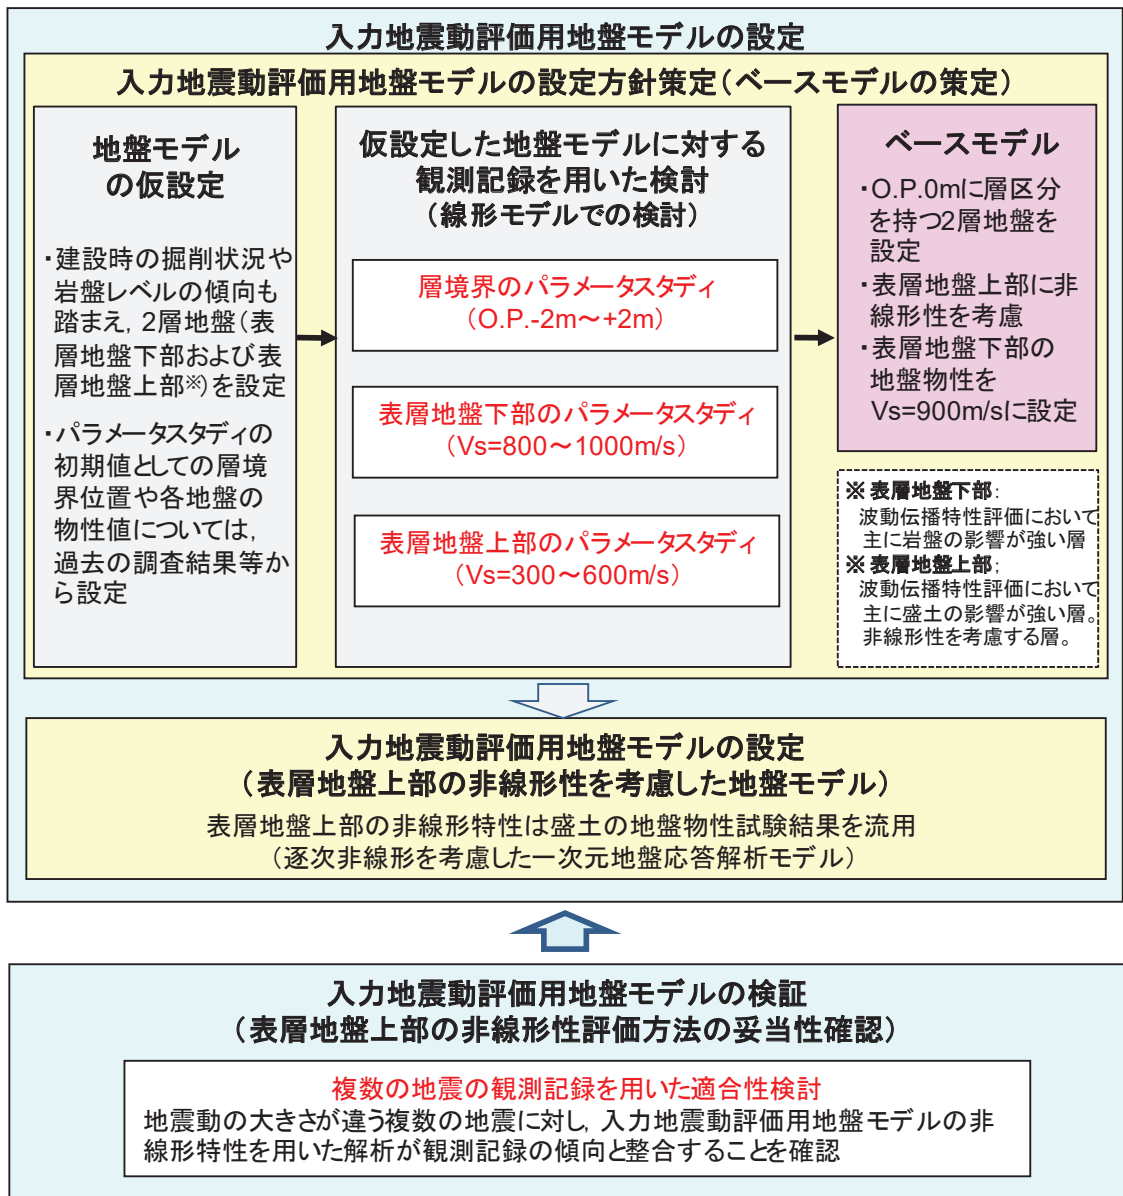 入力地震動評価用地盤モデルの設定
入力地震動評価用地盤モデルの設定方針策定(ベースモデルの策定)
地盤モデル
の仮設定
・建設時の掘削状況や
岩盤レベルの傾向も
踏まえ，2層地盤(表
層地盤下部および表
層地盤上部※)を設定
・パラメータスタディの
初期値としての層境
界位置や各地盤の
物性値については，
過去の調査結果等か
ら設定
仮設定した地盤モデルに対する
観測記録を用いた検討
(線形モデルでの検討)
層境界のパラメータスタディ
(O.P.-2m～+2m)
表層地盤下部のパラメータスタディ
(Vs=800～1000m/s)
表層地盤上部のパラメータスタディ
(Vs=300～600m/s)
ベースモデル
・O.P.0mに層区分
を持つ2層地盤を
設定
・表層地盤上部に非
線形性を考慮
・表層地盤下部の
地盤物性を
Vs=900m/sに設定
※ 表層地盤下部：
波動伝播特性評価において
主に岩盤の影響が強い層
※ 表層地盤上部；
波動伝播特性評価において
主に盛土の影響が強い層。
非線形性を考慮する層。
入力地震動評価用地盤モデルの設定
(表層地盤上部の非線形性を考慮した地盤モデル)
表層地盤上部の非線形特性は盛土の地盤物性試験結果を流用
(逐次非線形を考慮した一次元地盤応答解析モデル)
入力地震動評価用地盤モデルの検証
(表層地盤上部の非線形性評価方法の妥当性確認)
複数の地震の観測記録を用いた適合性検討
地震動の大きさが違う複数の地震に対し，入力地震動評価用地盤モデルの非
線形特性を用いた解析が観測記録の傾向と整合することを確認